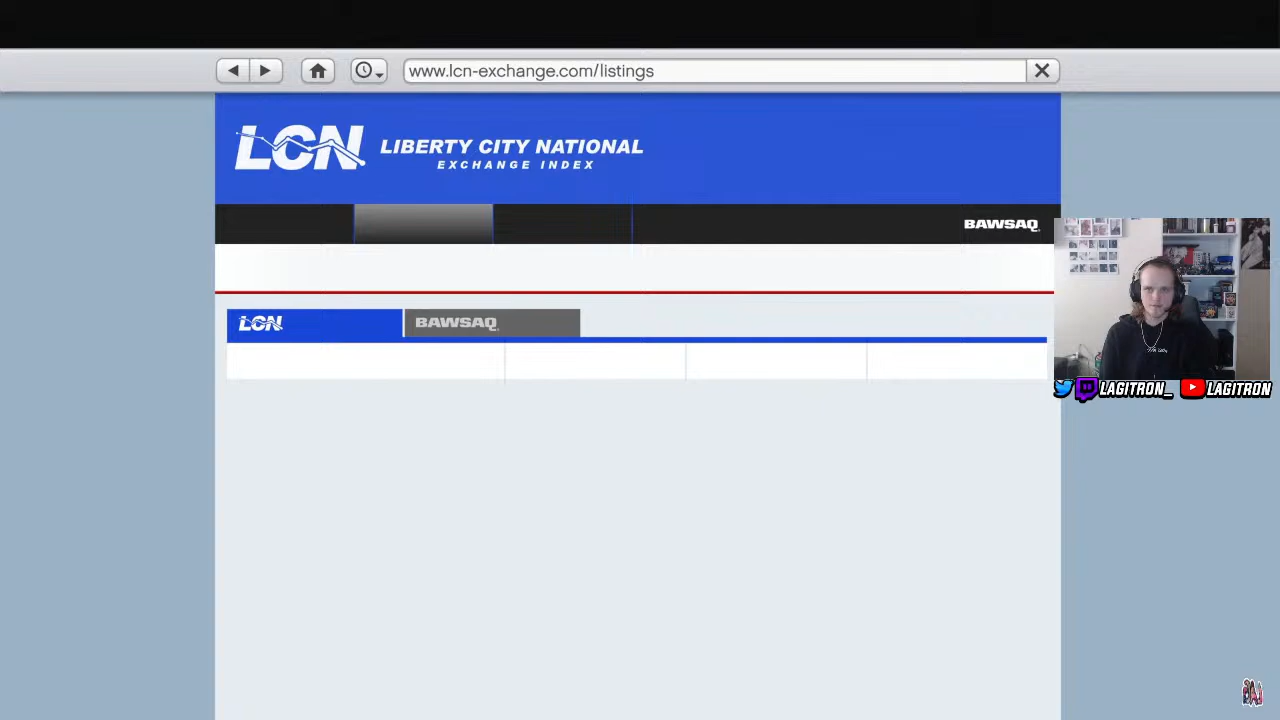 www.lcn-exchange.com/listings
LCN LIBERTY CITY NATIONAL
EXCHANGE INDEX
BAWSAQ
LCN BAWSAQ
LAGITRON_ LAGITRON